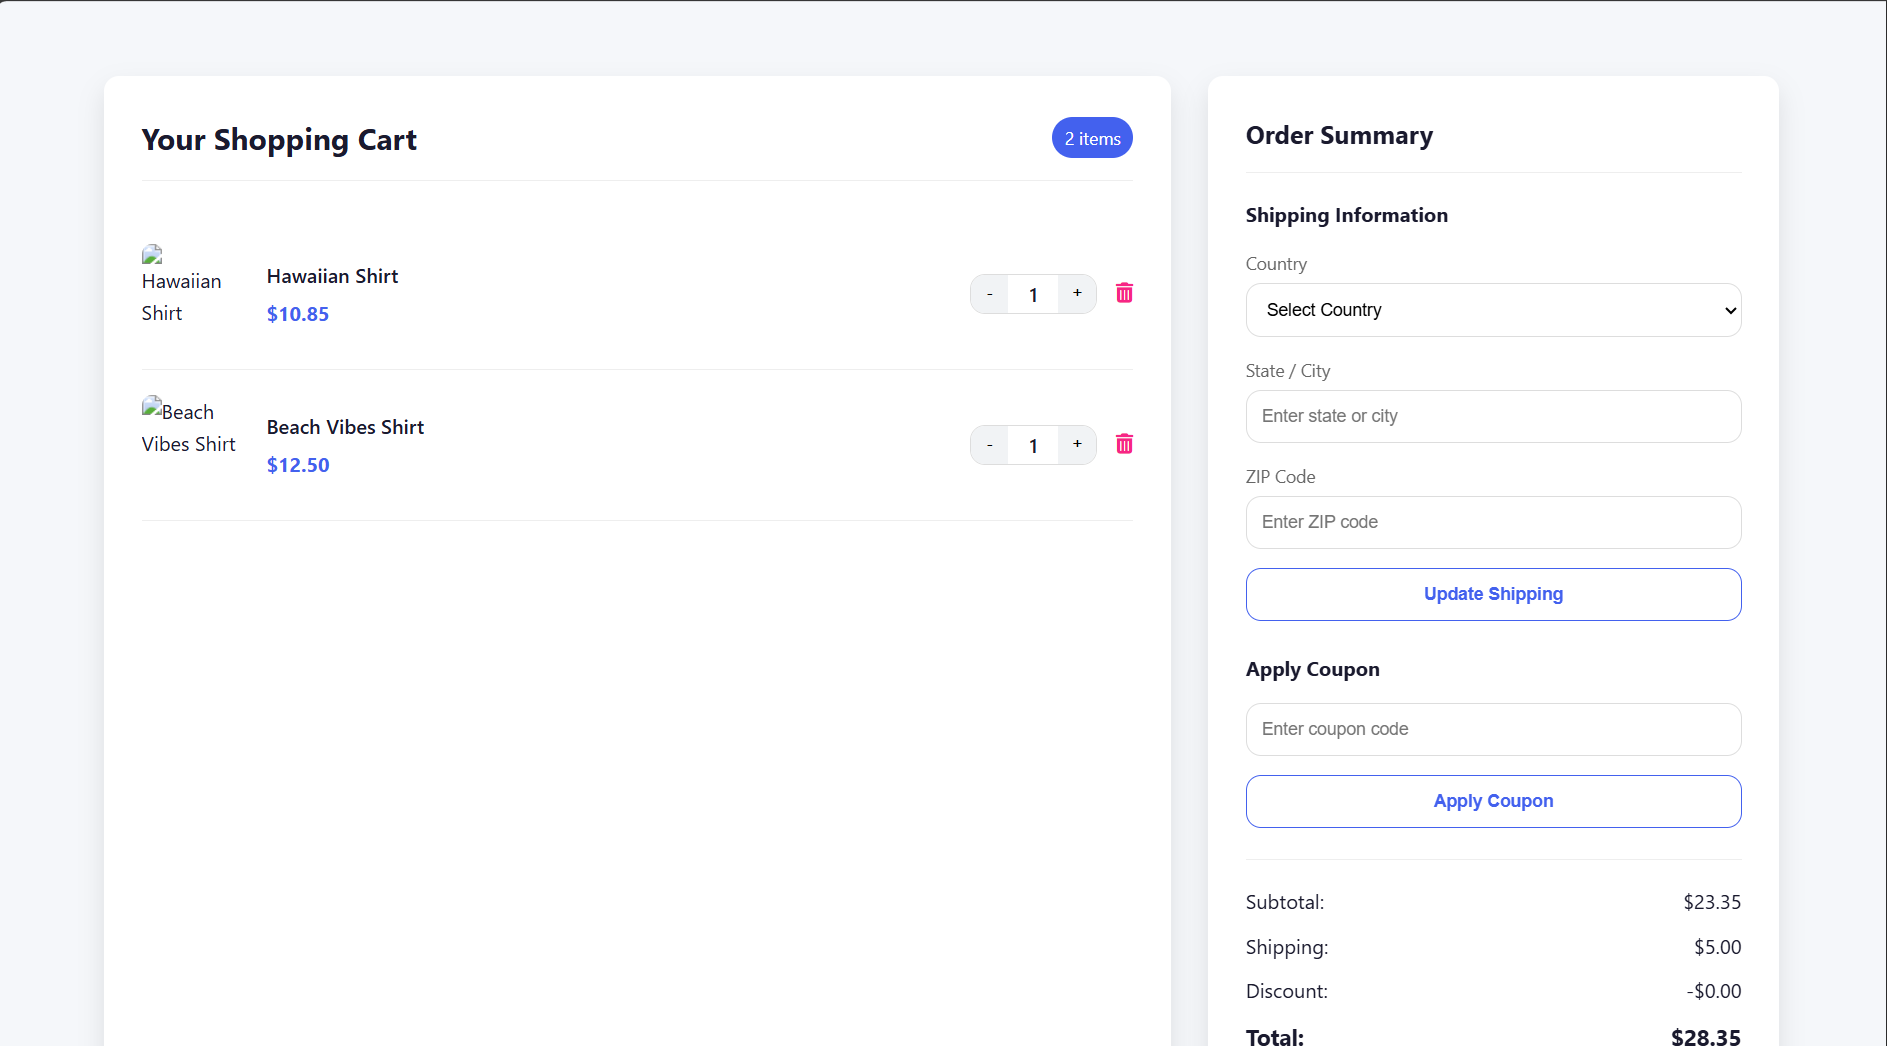 Your Shopping Cart
2 items
Hawaiian
Shirt
Hawaiian Shirt
$10.85
- 1 +
Beach
Vibes Shirt
Beach Vibes Shirt
$12.50
- 1 +
Order Summary
Shipping Information
Country
Select Country
State / City
Enter state or city
ZIP Code
Enter ZIP code
Update Shipping
Apply Coupon
Enter coupon code
Apply Coupon
Subtotal: $23.35
Shipping: $5.00
Discount: -$0.00
Total: $28.35